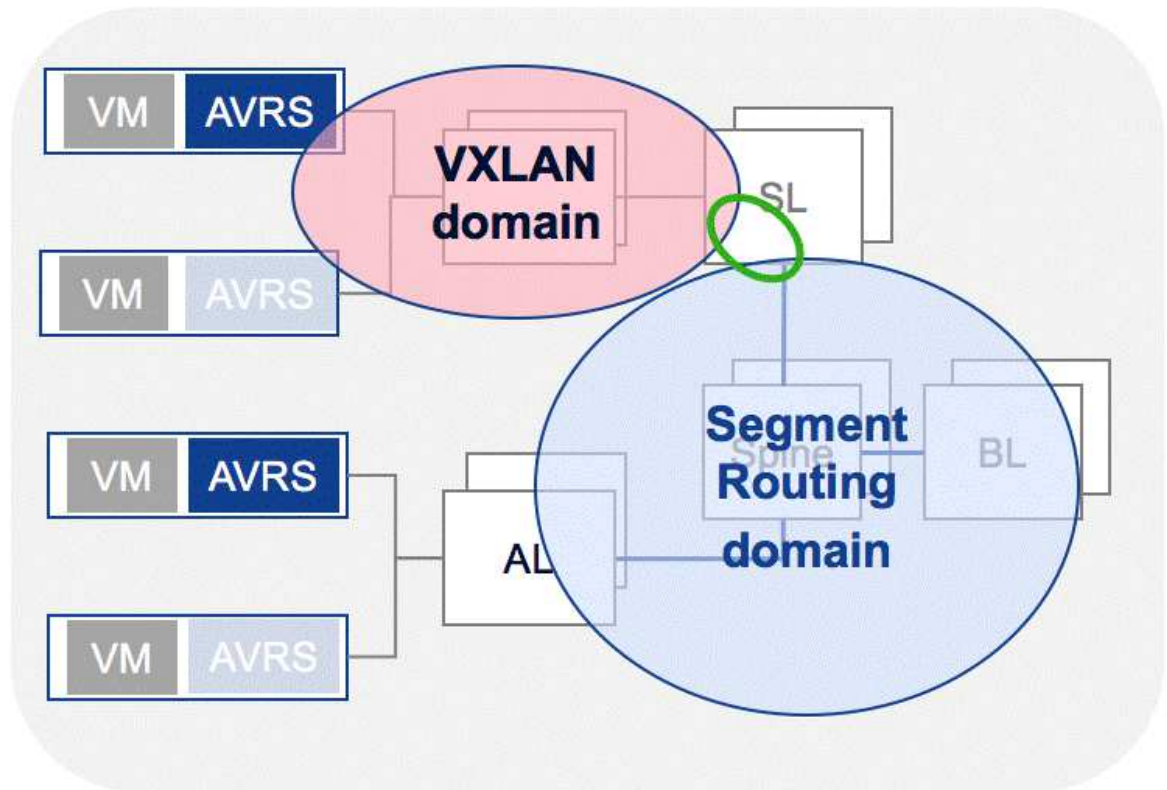 VM AVRS
VXLAN
domain
SL
VM AVRS
Segment
Spine
Routing
domain
BL
VM AVRS
AL
VM AVRS